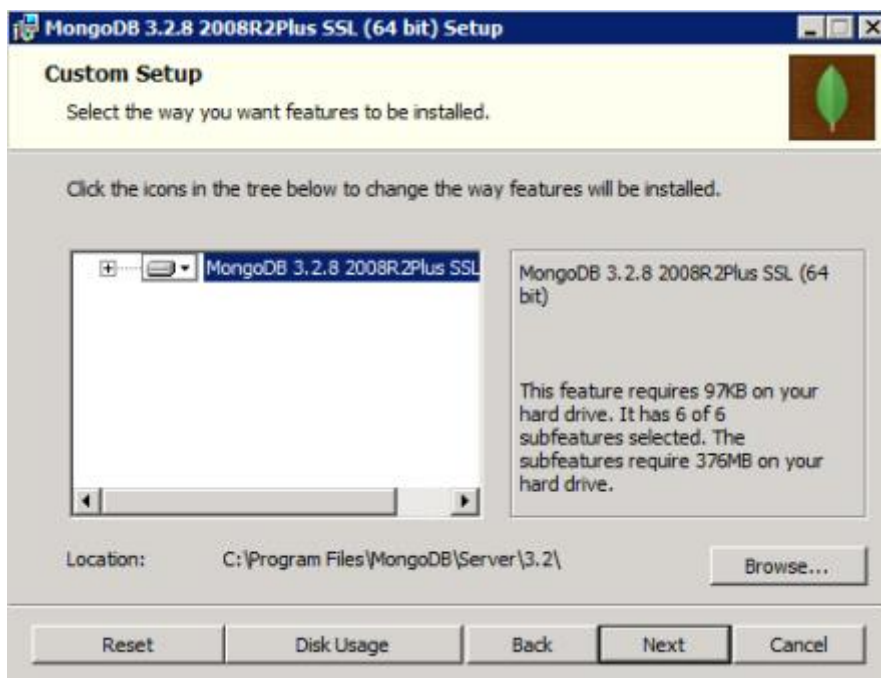 MongoDB 3.2.8 2008R2Plus SSL (64 bit) Setup
Custom Setup
Select the way you want features to be installed.
Click the icons in the tree below to change the way features will be installed.
MongoDB 3.2.8 2008R2Plus SSL
MongoDB 3.2.8 2008R2Plus SSL (64
bit)
This feature requires 97KB on your
hard drive. It has 6 of 6
subfeatures selected. The
subfeatures require 376MB on your
hard drive.
Location: C:\Program Files\MongoDB\Server\3.2\
Browse...
Reset Disk Usage Back Next Cancel